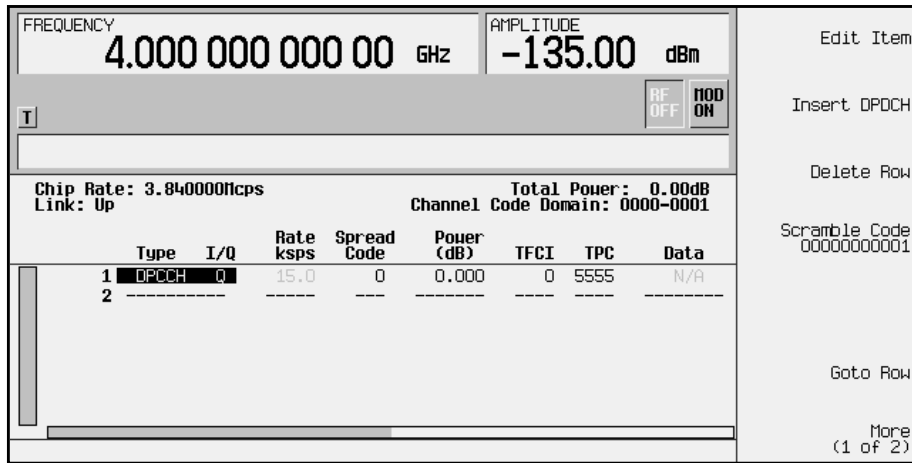 FREQUENCY
4.000 000 000 00 GHz
AMPLITUDE
-135.00 dBm
RF OFF
MOD ON
T
Chip Rate: 3.840000Mcps
Total Power: 0.00dB
Link: Up
Channel Code Domain: 0000-0001
Type I/Q Rate ksps Spread Code Power (dB) TFCI TPC Data
1 DPCCH Q 15.0 0 0.000 0 5555 N/A
2 ---------- ----- --- ------- ---- ---- --------
Edit Item
Insert DPDCH
Delete Row
Scramble Code
00000000001
Goto Row
More
(1 of 2)